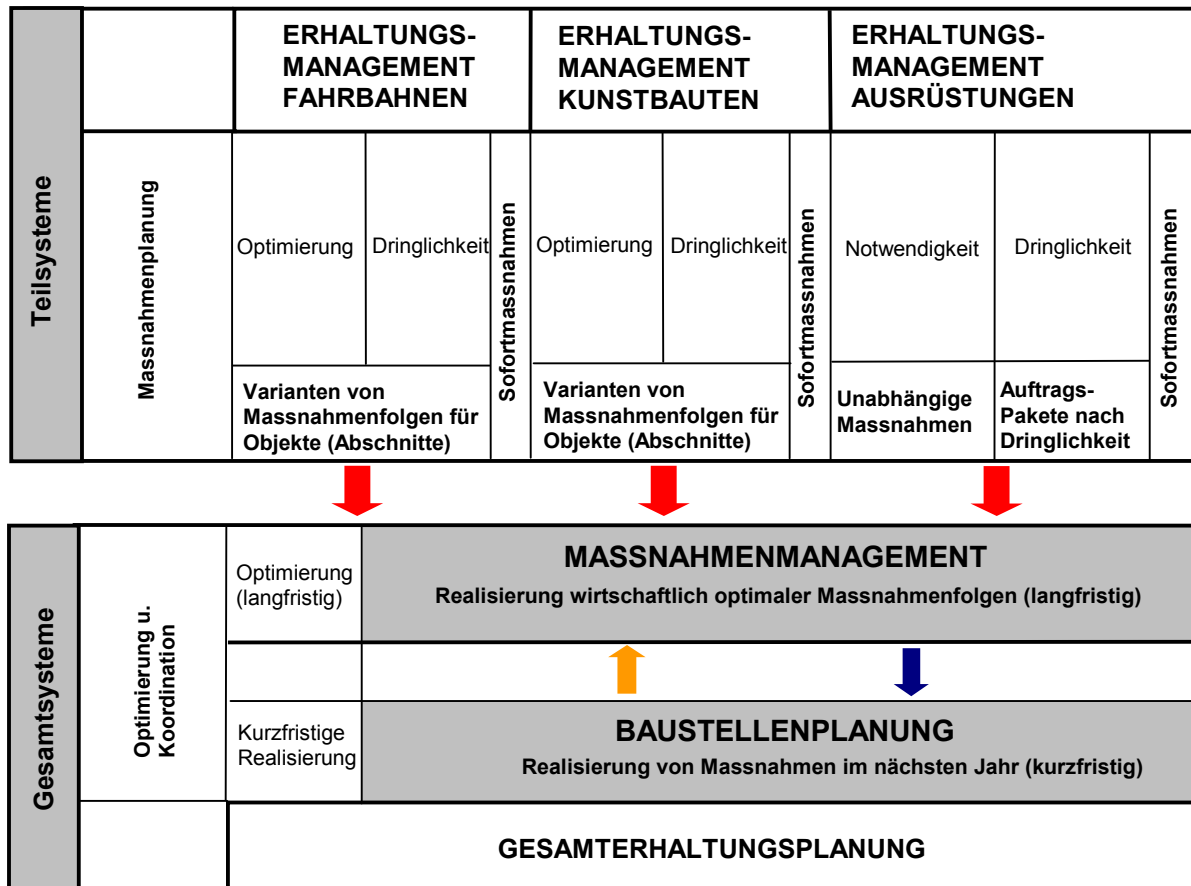 ERHALTUNGS-
MANAGEMENT
FAHRBAHNEN
ERHALTUNGS-
MANAGEMENT
KUNSTBAUTEN
ERHALTUNGS-
MANAGEMENT
AUSRÜSTUNGEN
Teilsysteme
Massnahmenplanung
Optimierung
Dringlichkeit
Sofortmassnahmen
Optimierung
Dringlichkeit
Sofortmassnahmen
Notwendigkeit
Dringlichkeit
Sofortmassnahmen
Varianten von
Massnahmenfolgen für
Objekte (Abschnitte)
Varianten von
Massnahmenfolgen für
Objekte (Abschnitte)
Unabhängige
Massnahmen
Auftrags-
Pakete nach
Dringlichkeit
Gesamtsysteme
Optimierung u.
Koordination
Optimierung
(langfristig)
MASSNAHMENMANAGEMENT
Realisierung wirtschaftlich optimaler Massnahmenfolgen (langfristig)
Kurzfristige
Realisierung
BAUSTELLENPLANUNG
Realisierung von Massnahmen im nächsten Jahr (kurzfristig)
GESAMTERHALTUNGSPLANUNG